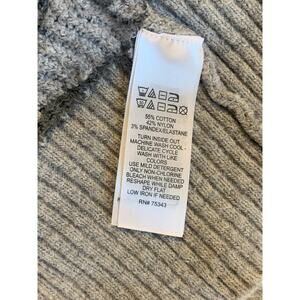 55% COTTON
42% NYLON
3% SPANDEX/ELASTANE
TURN INSIDE OUT
MACHINE WASH COOL -
DELICATE CYCLE
WASH WITH LIKE
COLORS
USE MILD DETERGENT
ONLY NON-CHLORINE
BLEACH WHEN NEEDED
RESHAPE WHILE DAMP
DRY FLAT
LOW IRON IF NEEDED
RN# 75343